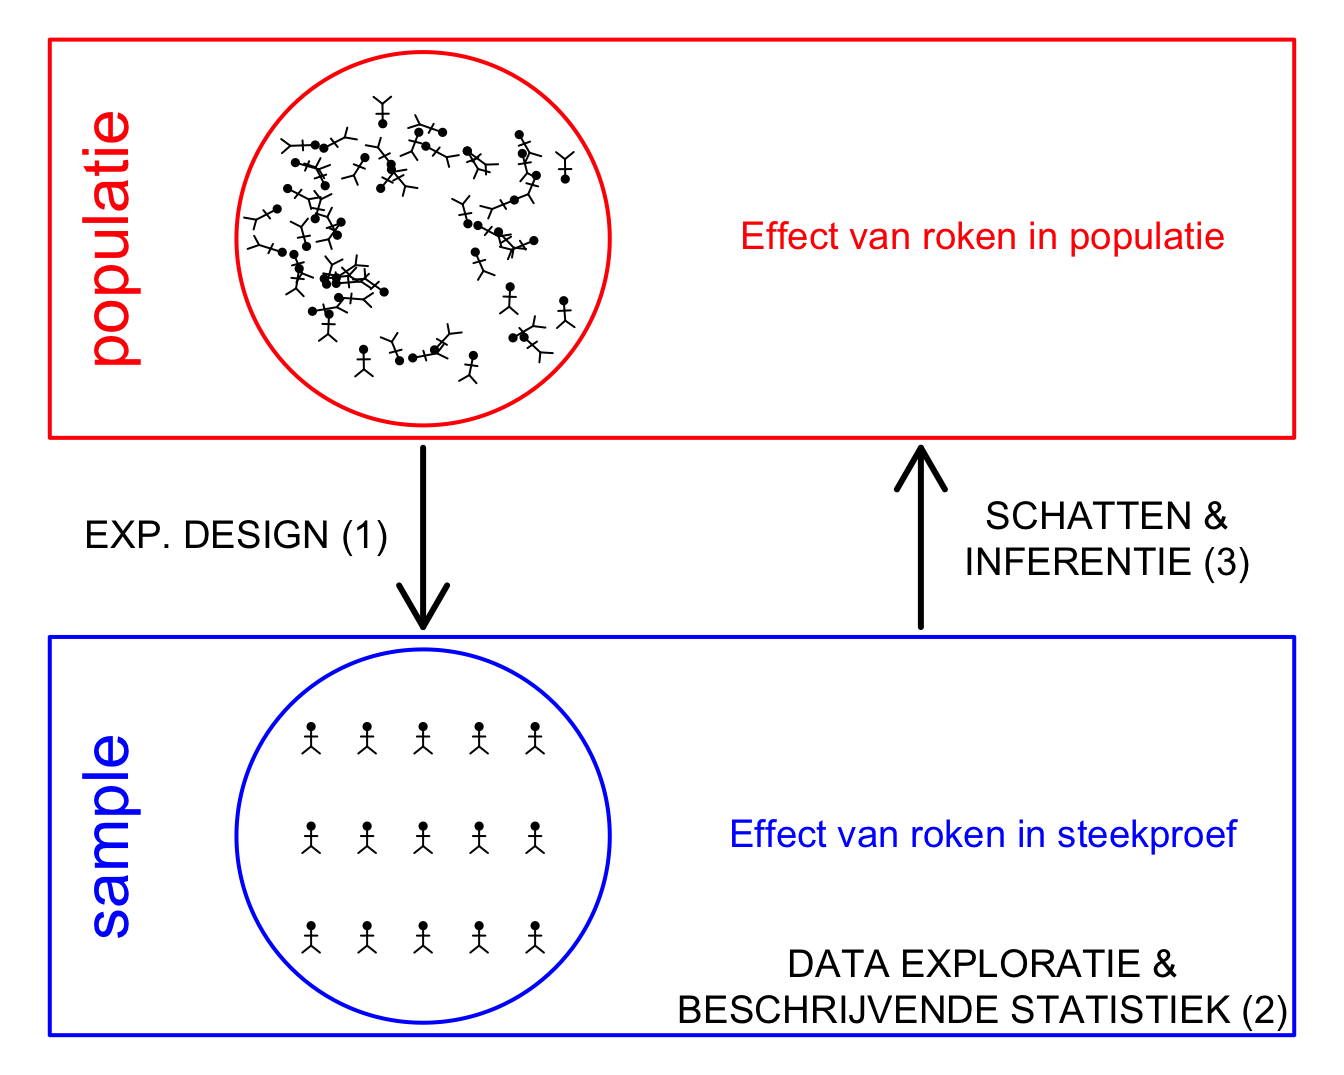 populatie
Effect van roken in populatie
EXP. DESIGN (1)
SCHATTEN &
INFERENTIE (3)
sample
Effect van roken in steekproef
DATA EXPLORATIE &
BESCHRIJVENDE STATISTIEK (2)